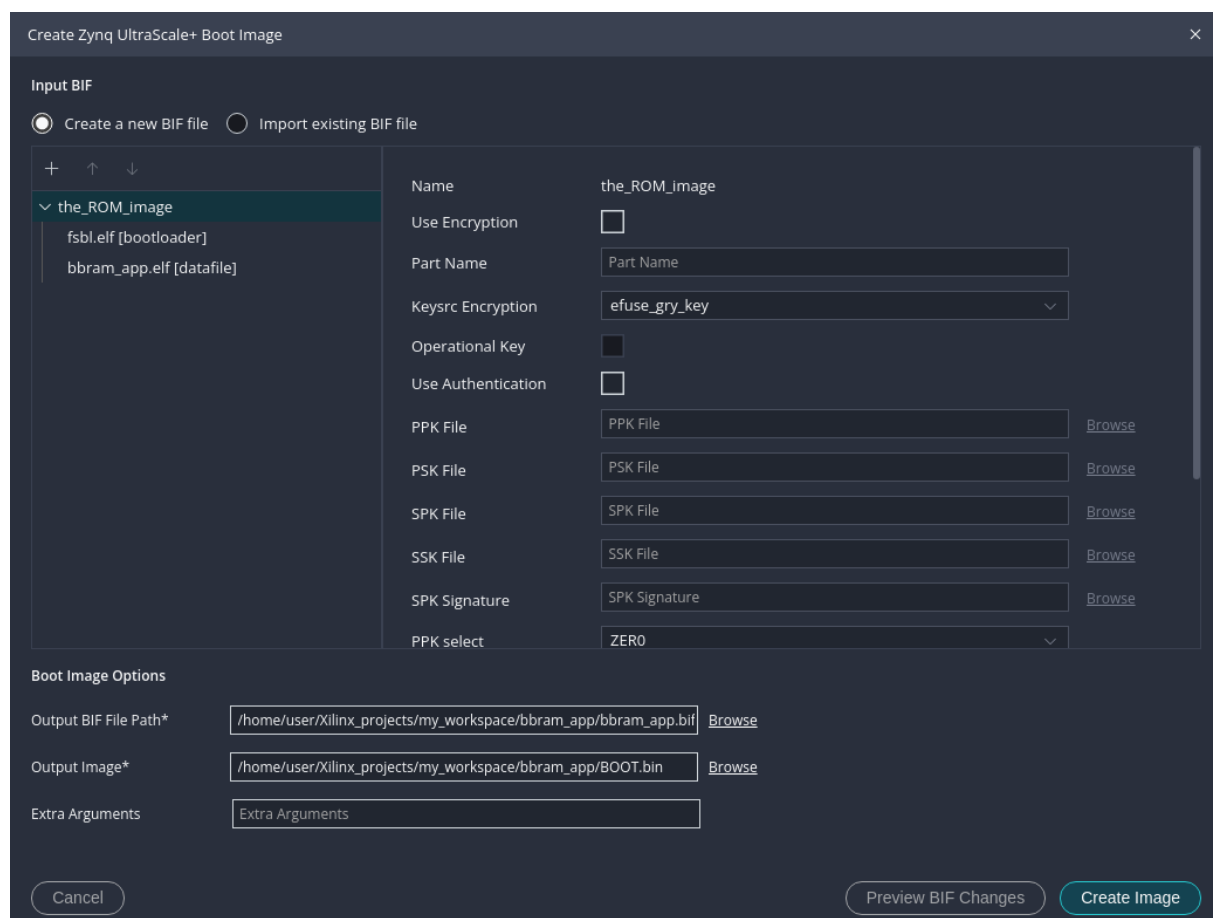 Create Zynq UltraScale+ Boot Image
Input BIF
Create a new BIF file Import existing BIF file
the_ROM_image
fsbl.elf [bootloader]
bbram_app.elf [datafile]
Name the_ROM_image
Use Encryption
Part Name Part Name
Keysrc Encryption efuse_gry_key
Operational Key
Use Authentication
PPK File PPK File Browse
PSK File PSK File Browse
SPK File SPK File Browse
SSK File SSK File Browse
SPK Signature SPK Signature Browse
PPK select ZER0
Boot Image Options
Output BIF File Path* /home/user/Xilinx_projects/my_workspace/bbram_app/bbram_app.bif Browse
Output Image* /home/user/Xilinx_projects/my_workspace/bbram_app/BOOT.bin Browse
Extra Arguments Extra Arguments
Cancel Preview BIF Changes Create Image